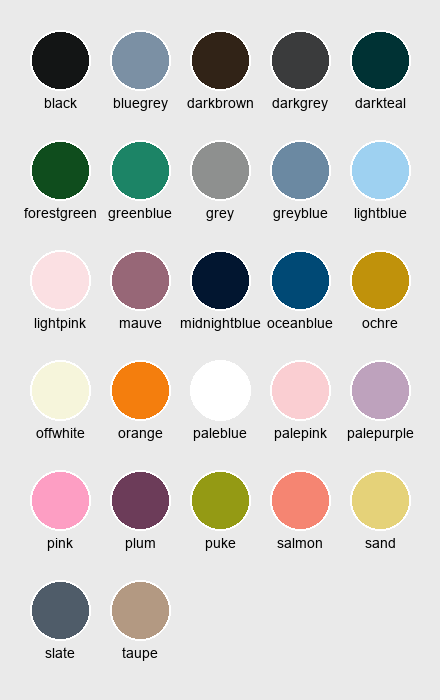 black bluegrey darkbrown darkgrey darkteal
forestgreen greenblue grey greyblue lightblue
lightpink mauve midnightblue oceanblue ochre
offwhite orange paleblue palepink palepurple
pink plum puke salmon sand
slate taupe